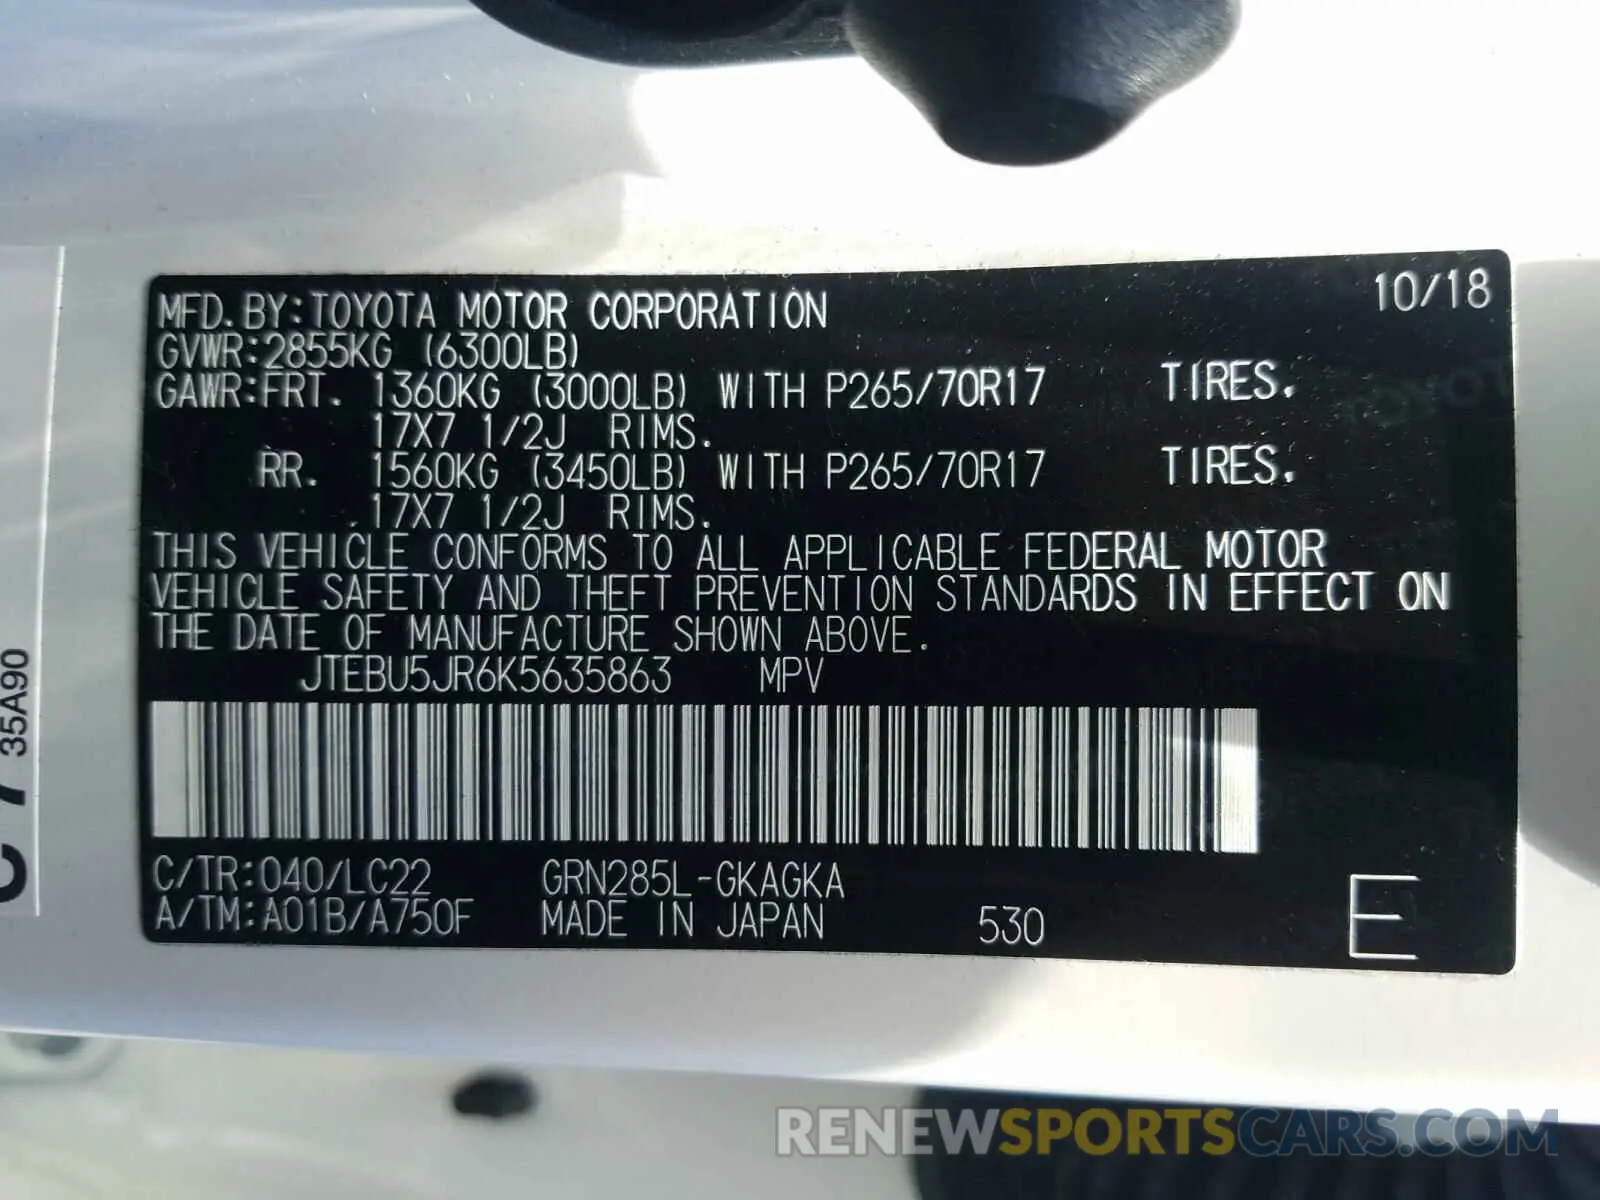 10/18
MFD.BY:TOYOTA MOTOR CORPORATION
GVWR:2855KG (6300LB)
GAWR:FRT. 1360KG (3000LB) WITH P265/70R17 TIRES.
17X7 1/2J RIMS.
RR. 1560KG (3450LB) WITH P265/70R17 TIRES.
17X7 1/2J RIMS.
THIS VEHICLE CONFORMS TO ALL APPLICABLE FEDERAL MOTOR
VEHICLE SAFETY AND THEFT PREVENTION STANDARDS IN EFFECT ON
THE DATE OF MANUFACTURE SHOWN ABOVE.
JTEBU5JR6K5635863 MPV
C/TR:040/LC22 GRN285L-GKAGKA
A/TM:A01B/A750F MADE IN JAPAN 530 E
35A90
RENEWSPORTSCARS.COM